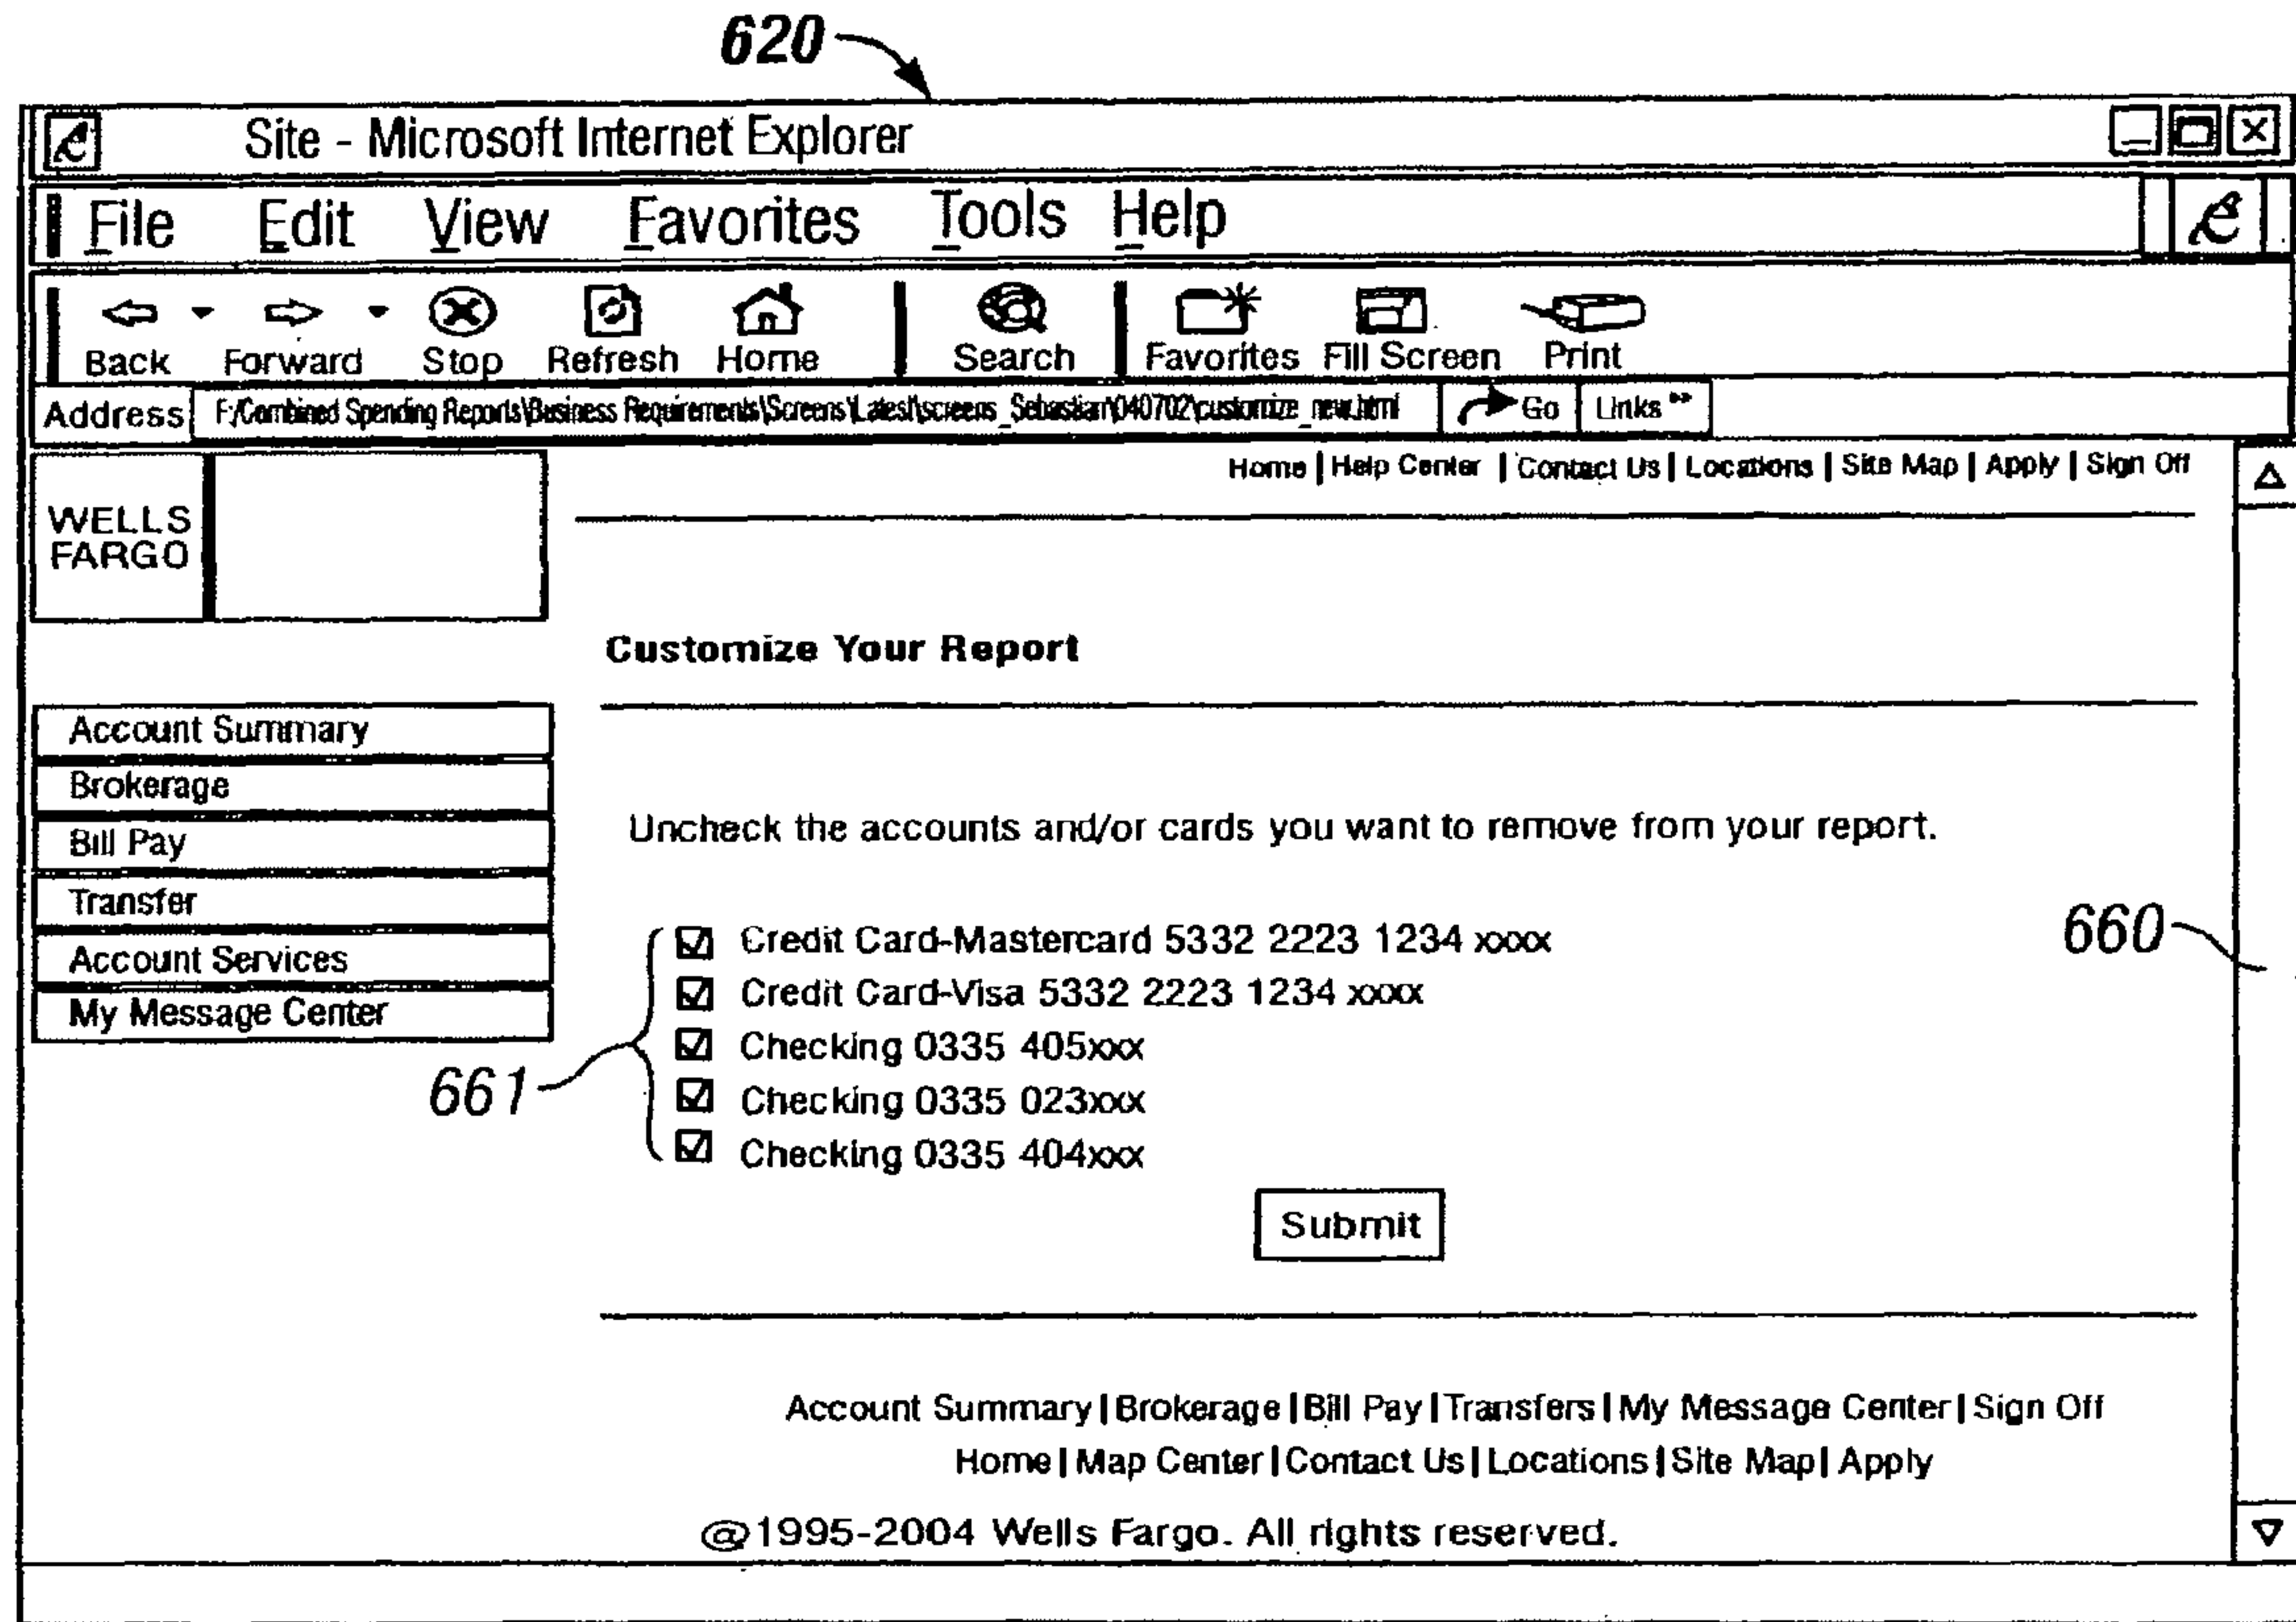 620
Site - Microsoft Internet Explorer
File Edit View Favorites Tools Help
Back Forward Stop Refresh Home Search Favorites Fill Screen Print
Address F:/Combined Spending Reports\Business Requirements\Screens\Latest\screens_Sebastian\040702\customize_new.html Go Links
Home | Help Center | Contact Us | Locations | Site Map | Apply | Sign Off
WELLS
FARGO
Customize Your Report
Account Summary
Brokerage
Bill Pay
Transfer
Account Services
My Message Center
Uncheck the accounts and/or cards you want to remove from your report.
660
661
Credit Card-Mastercard 5332 2223 1234 xxxx
Credit Card-Visa 5332 2223 1234 xxxx
Checking 0335 405xxx
Checking 0335 023xxx
Checking 0335 404xxx
Submit
Account Summary | Brokerage | Bill Pay | Transfers | My Message Center | Sign Off
Home | Map Center | Contact Us | Locations | Site Map | Apply
@1995-2004 Wells Fargo. All rights reserved.